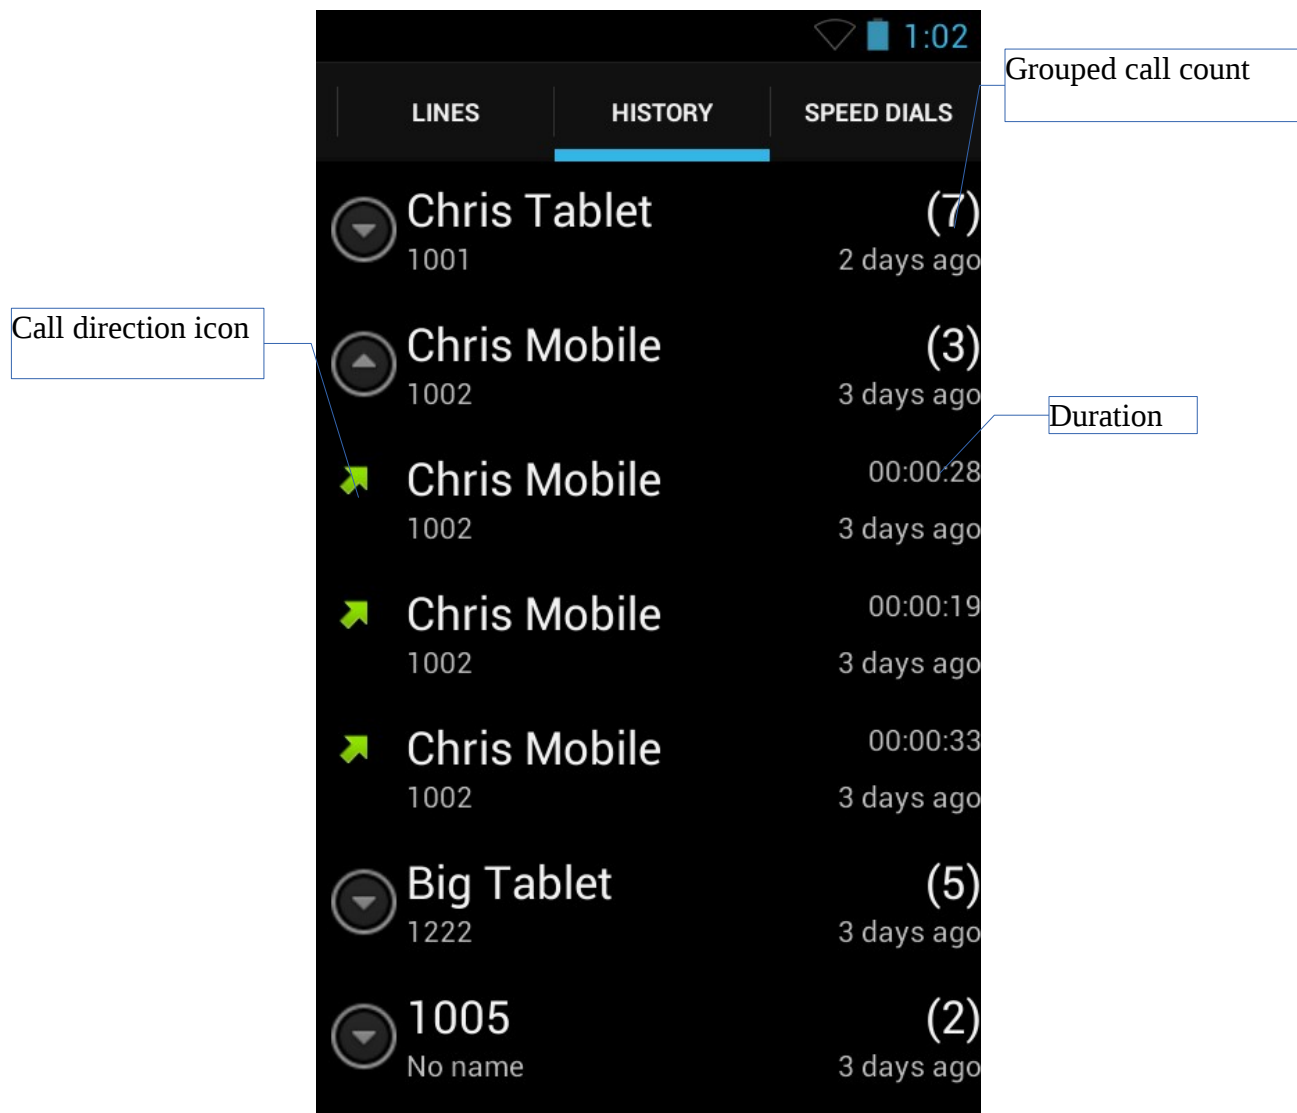 1:02
Grouped call count
LINES HISTORY SPEED DIALS
Chris Tablet (7)
1001 2 days ago
Call direction icon
Chris Mobile (3)
1002 3 days ago
Duration
Chris Mobile 00:00:28
1002 3 days ago
Chris Mobile 00:00:19
1002 3 days ago
Chris Mobile 00:00:33
1002 3 days ago
Big Tablet (5)
1222 3 days ago
1005 (2)
No name 3 days ago